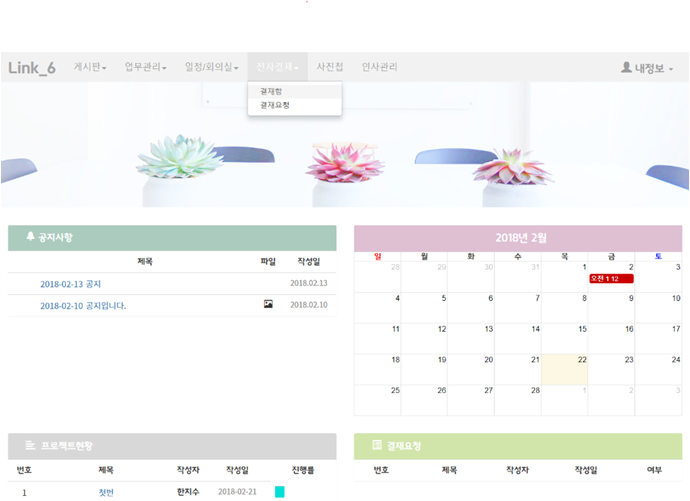 Link_6 게시판 업무관리 일정/회의실 전자결재 사진첩 인사관리 내정보
결재함
결재요청
공지사항
제목 파일 작성일
2018-02-13 공지 2018.02.13
2018-02-10 공지입니다. 2018.02.10
2018년 2월
일 월 화 수 목 금 토
28 29 30 31 1 2 3
오전 1 12
4 5 6 7 8 9 10
11 12 13 14 15 16 17
18 19 20 21 22 23 24
25 26 27 28 1 2 3
프로젝트현황
번호 제목 작성자 작성일 진행률
1 첫번 한지수 2018-02-21
결재요청
번호 제목 작성자 작성일 여부